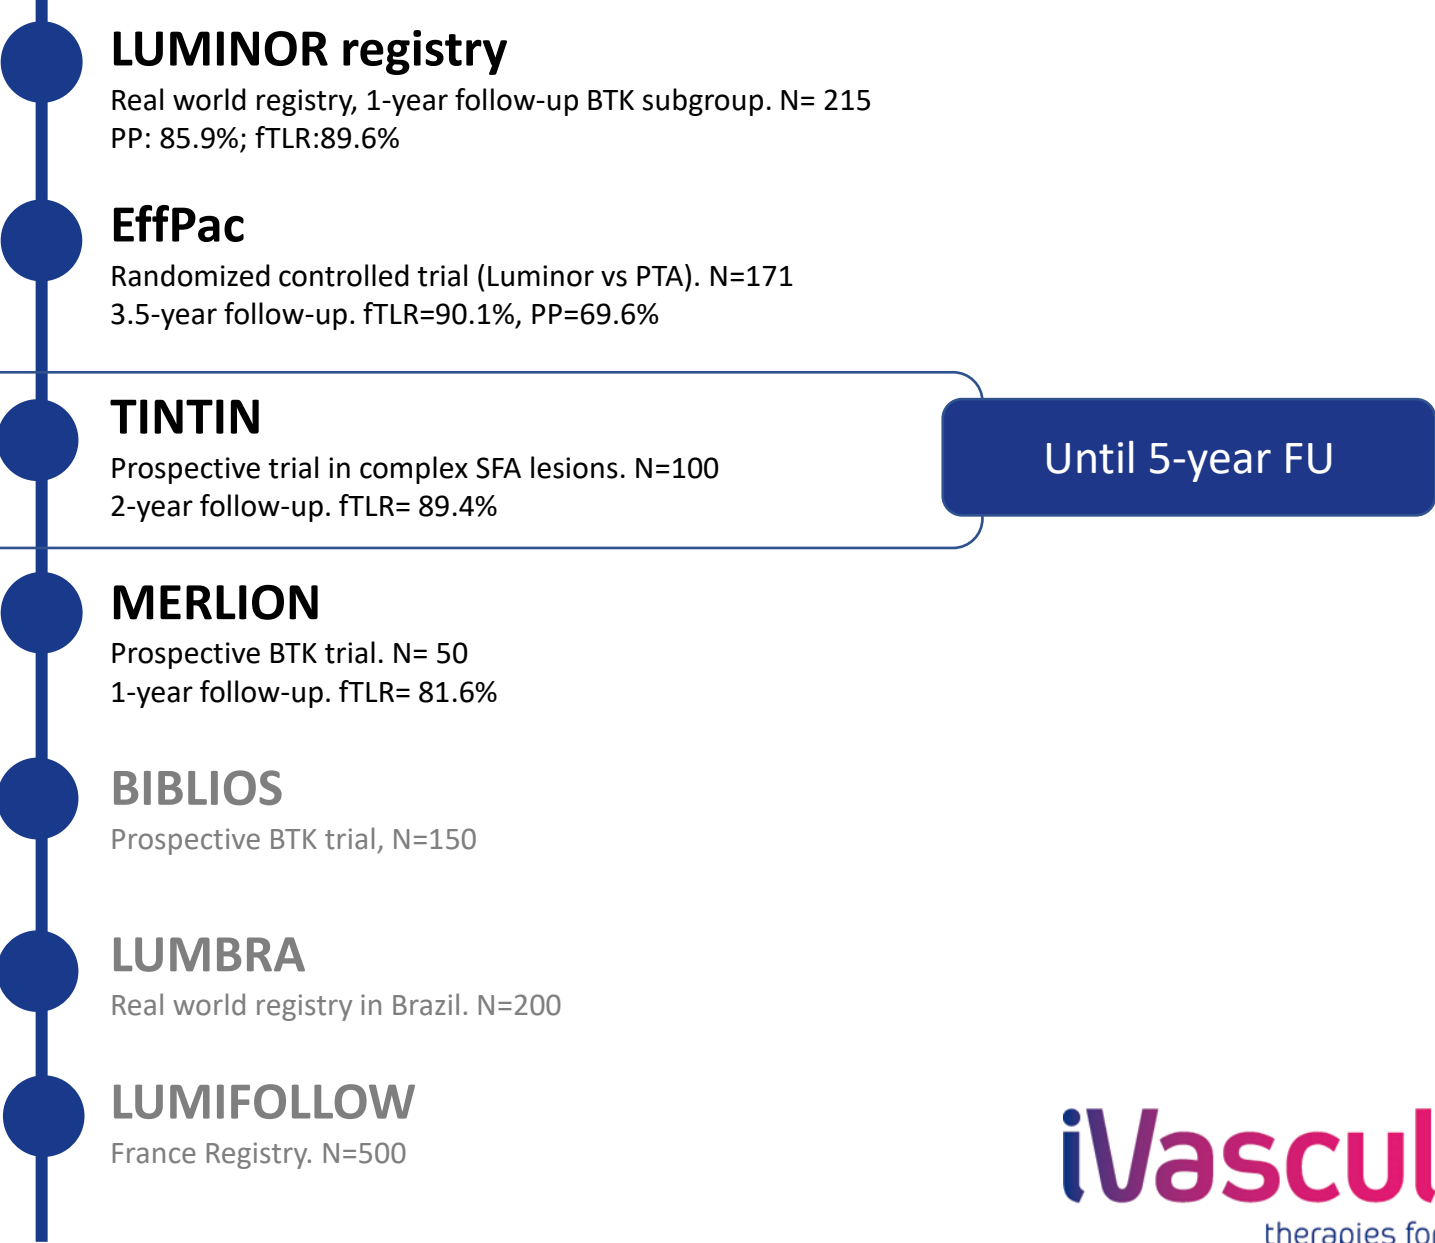 LUMINOR registry
Real world registry, 1-year follow-up BTK subgroup. N= 215
PP: 85.9%; fTLR:89.6%
EffPac
Randomized controlled trial (Luminor vs PTA). N=171
3.5-year follow-up. fTLR=90.1%, PP=69.6%
TINTIN
Prospective trial in complex SFA lesions. N=100
2-year follow-up. fTLR= 89.4%
Until 5-year FU
MERLION
Prospective BTK trial. N= 50
1-year follow-up. fTLR= 81.6%
BIBLIOS
Prospective BTK trial, N=150
LUMBRA
Real world registry in Brazil. N=200
LUMIFOLLOW
France Registry. N=500
iVascul
therapies for